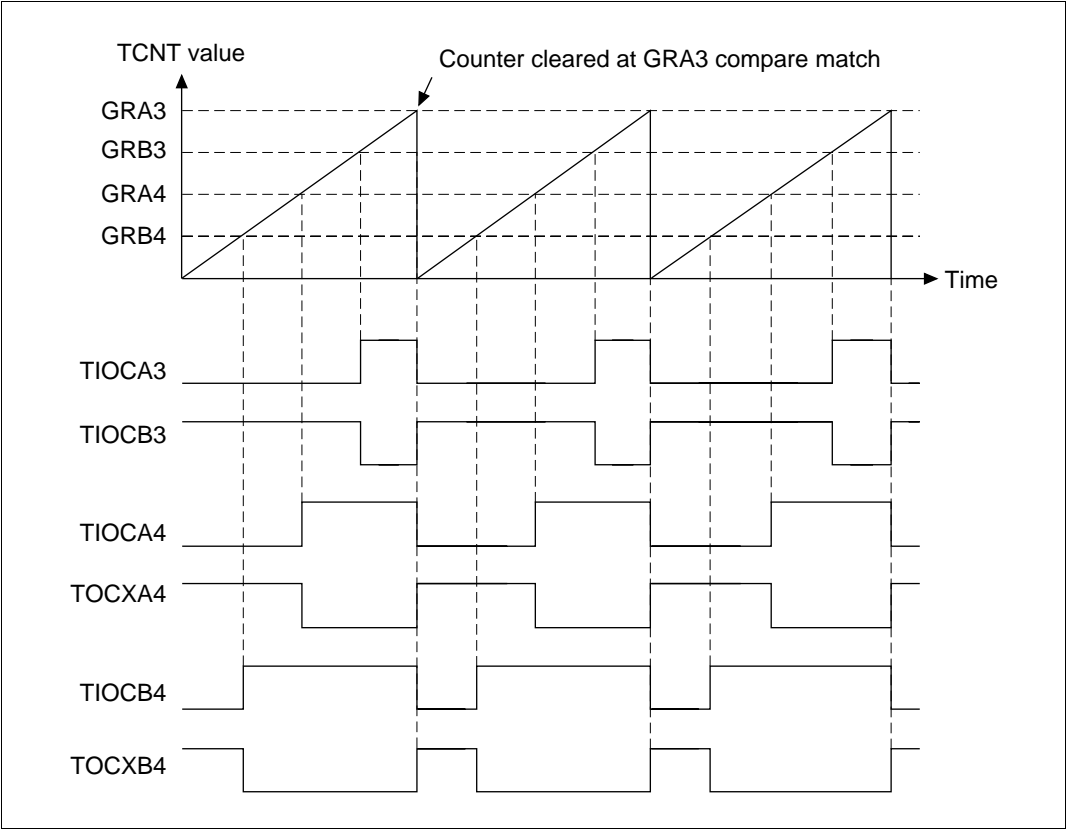 TCNT value
Counter cleared at GRA3 compare match
GRA3
GRB3
GRA4
GRB4
Time
TIOCA3
TIOCB3
TIOCA4
TOCXA4
TIOCB4
TOCXB4